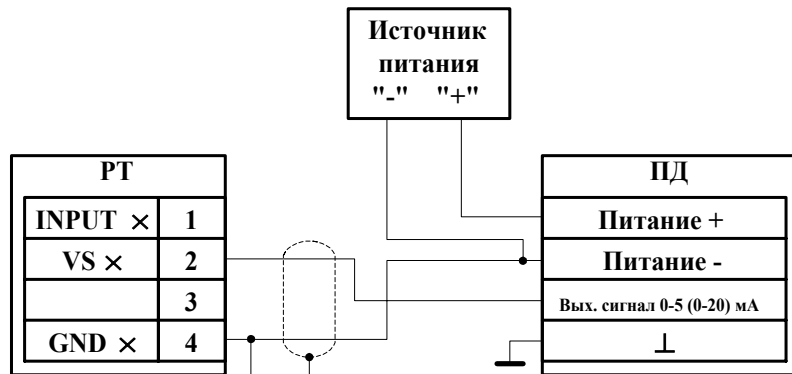 Источник
питания
"-" "+"
РТ
INPUT × 1
VS × 2
3
GND × 4
ПД
Питание +
Питание -
Вых. сигнал 0-5 (0-20) мА
⊥